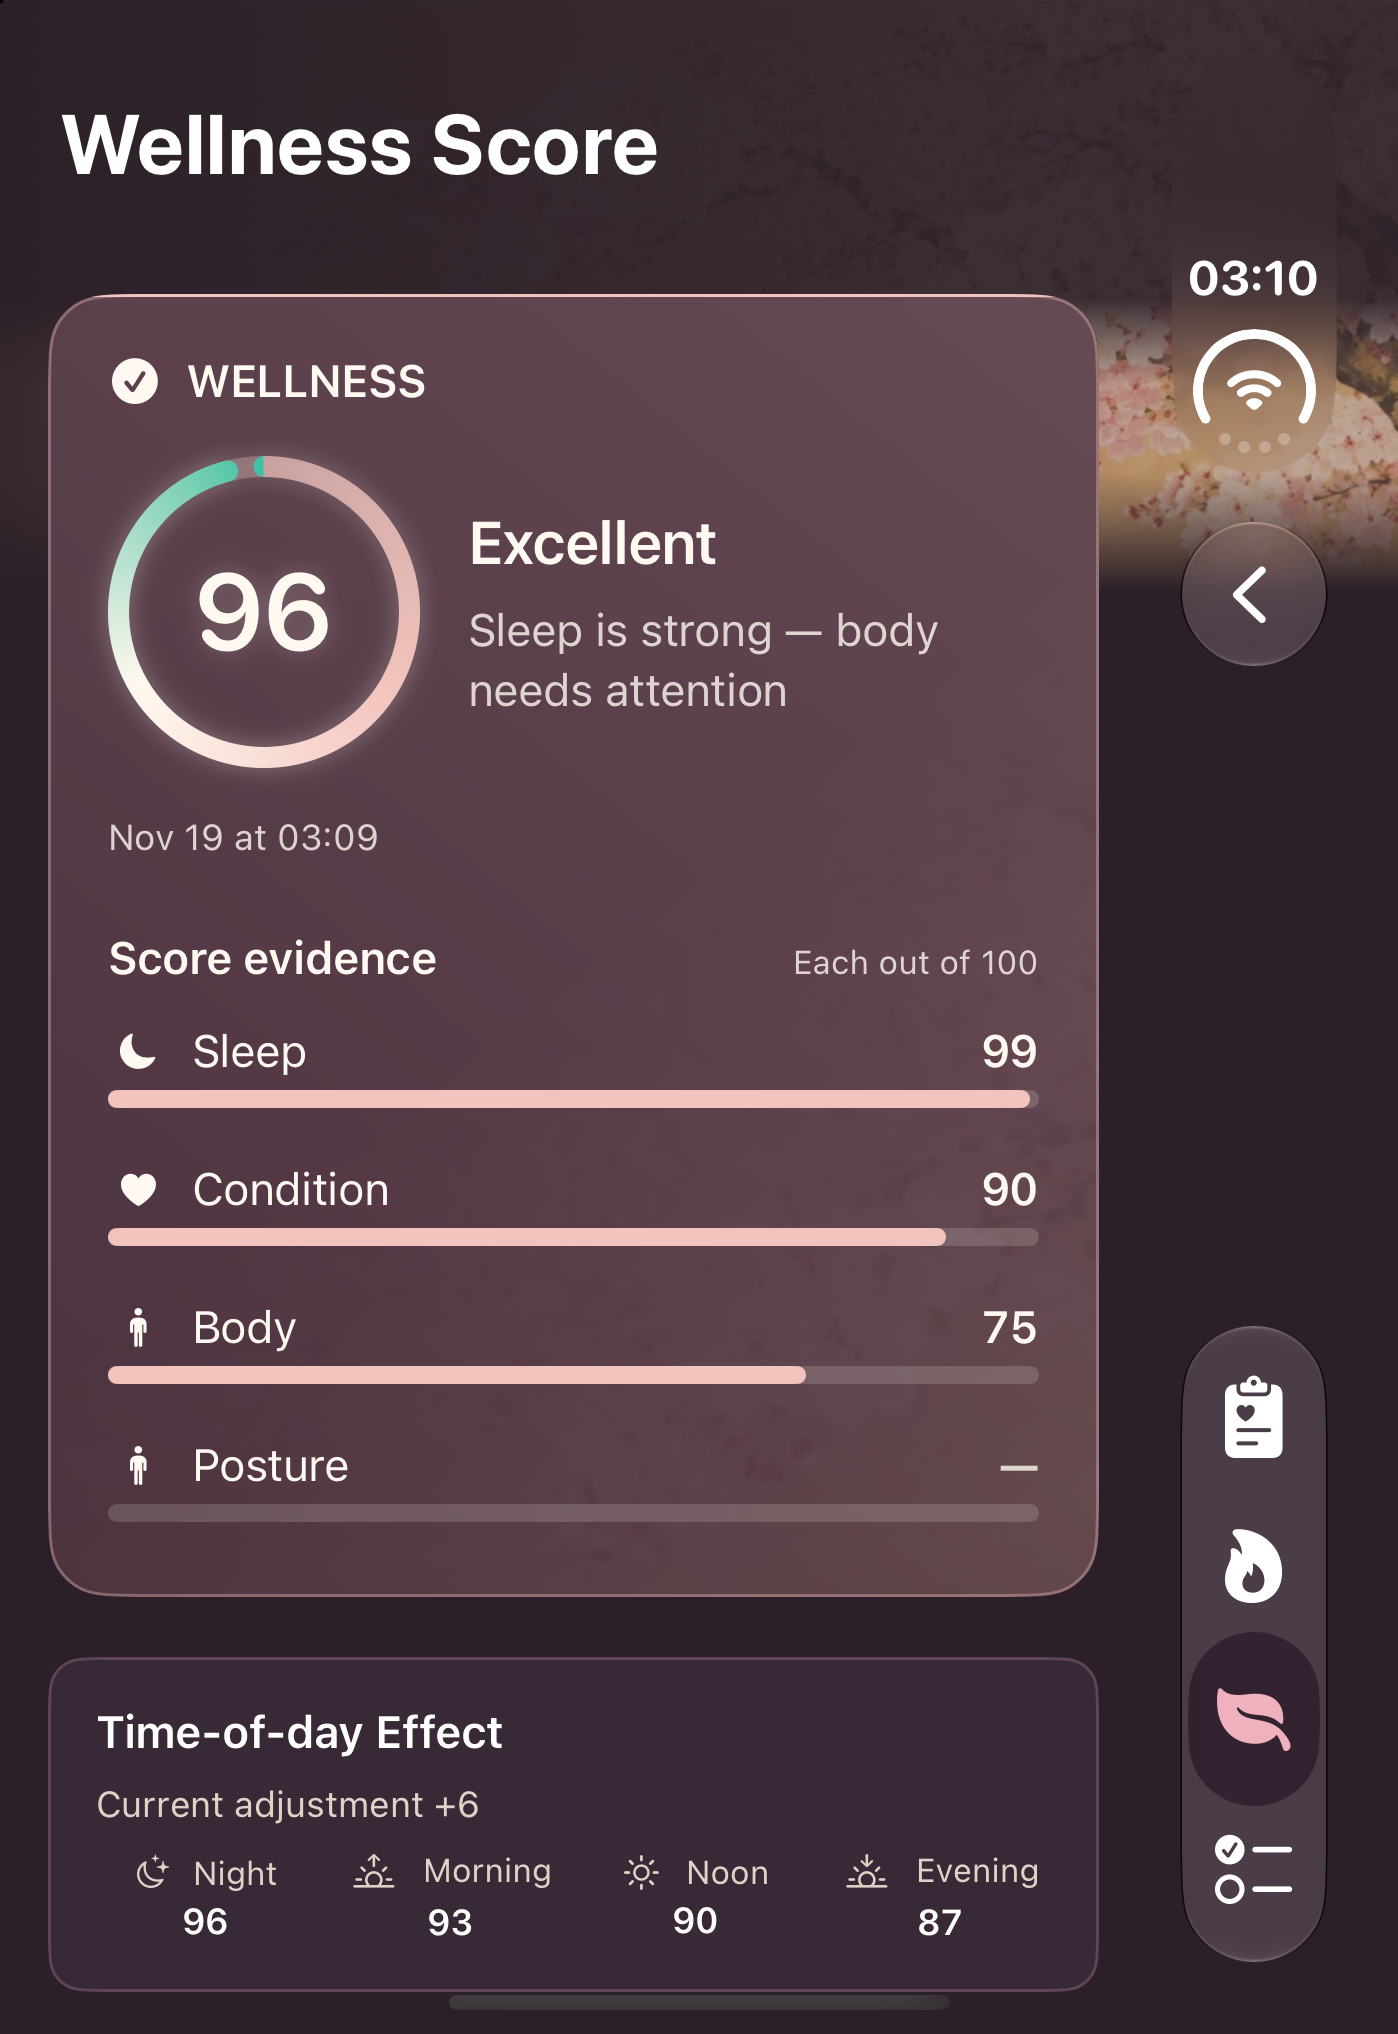 Wellness Score
03:10
WELLNESS
96
Excellent
Sleep is strong — body
needs attention
Nov 19 at 03:09
Score evidence
Each out of 100
Sleep
99
Condition
90
Body
75
Posture
—
Time-of-day Effect
Current adjustment +6
Night
96
Morning
93
Noon
90
Evening
87